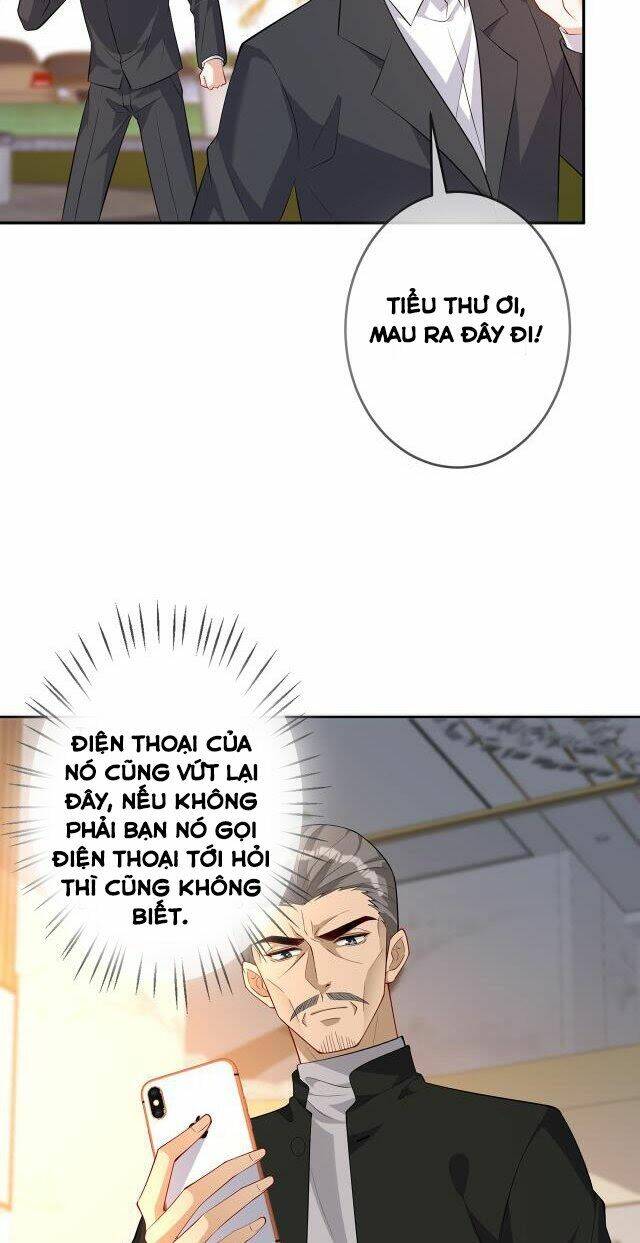 TIỂU THƯ ƠI,
MAU RA ĐÂY ĐI!
ĐIỆN THOẠI CỦA
NÓ CŨNG VỨT LẠI
ĐÂY, NẾU KHÔNG
PHẢI BẠN NÓ GỌI
ĐIỆN THOẠI TỚI HỎI
THÌ CŨNG KHÔNG
BIẾT.